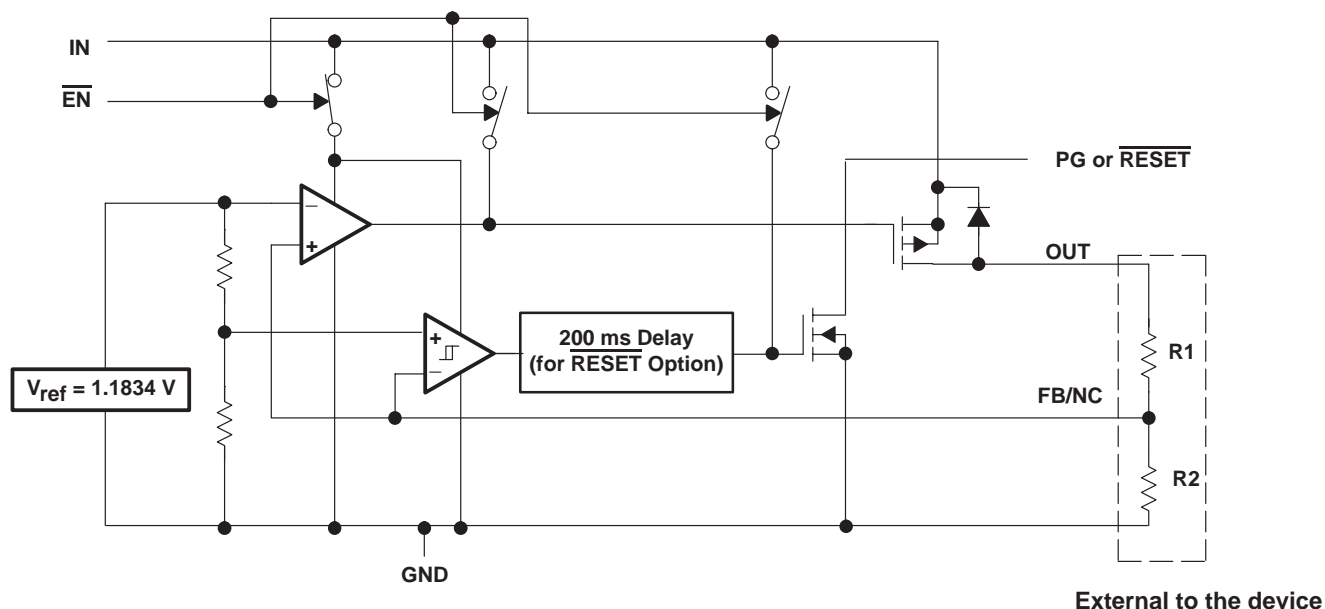 IN
EN
PG or RESET
OUT
−
+
+
−
200 ms Delay
(for RESET Option)
R1
Vref = 1.1834 V
FB/NC
R2
GND
External to the device